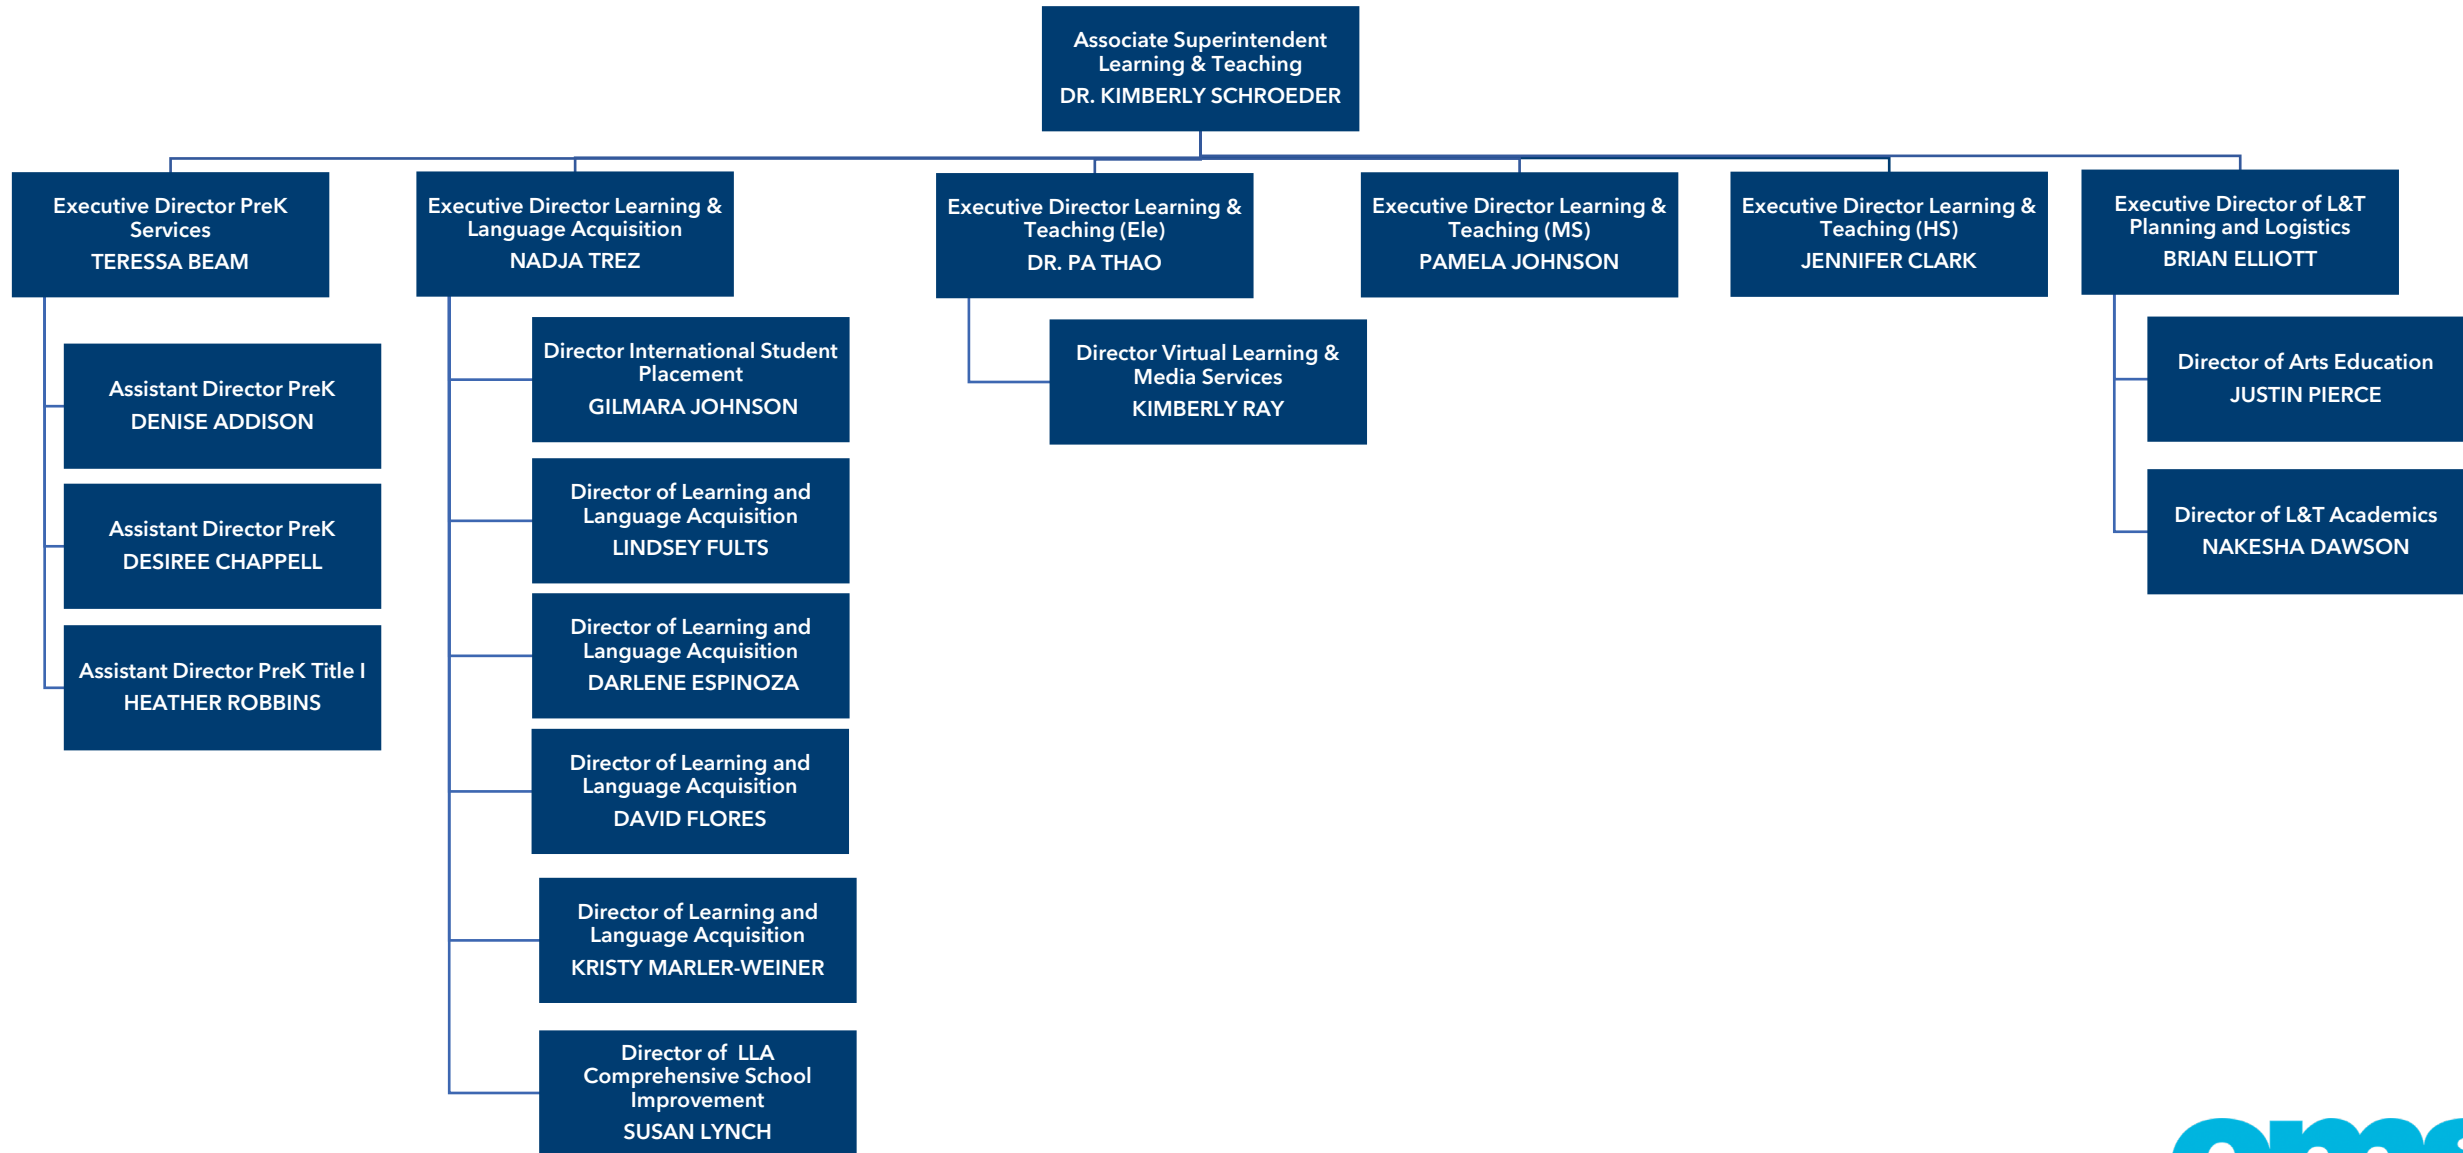 Associate Superintendent
Learning & Teaching
DR. KIMBERLY SCHROEDER
Executive Director PreK
Services
TERESSA BEAM
Assistant Director PreK
DENISE ADDISON
Assistant Director PreK
DESIREE CHAPPELL
Assistant Director PreK Title I
HEATHER ROBBINS
Executive Director Learning &
Language Acquisition
NADJA TREZ
Director International Student
Placement
GILMARA JOHNSON
Director of Learning and
Language Acquisition
LINDSEY FULTS
Director of Learning and
Language Acquisition
DARLENE ESPINOZA
Director of Learning and
Language Acquisition
DAVID FLORES
Director of Learning and
Language Acquisition
KRISTY MARLER-WEINER
Director of LLA
Comprehensive School
Improvement
SUSAN LYNCH
Executive Director Learning &
Teaching (Ele)
DR. PA THAO
Director Virtual Learning &
Media Services
KIMBERLY RAY
Executive Director Learning &
Teaching (MS)
PAMELA JOHNSON
Executive Director Learning &
Teaching (HS)
JENNIFER CLARK
Executive Director of L&T
Planning and Logistics
BRIAN ELLIOTT
Director of Arts Education
JUSTIN PIERCE
Director of L&T Academics
NAKESHA DAWSON